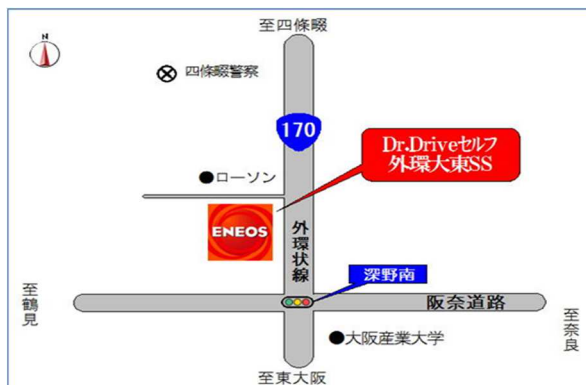 至四條畷
N
四條畷警察
170
Dr.Driveセルフ
外環大東SS
ローソン
ENEOS
外環状線
深野南
至鶴見
阪奈道路
至奈良
大阪産業大学
至東大阪